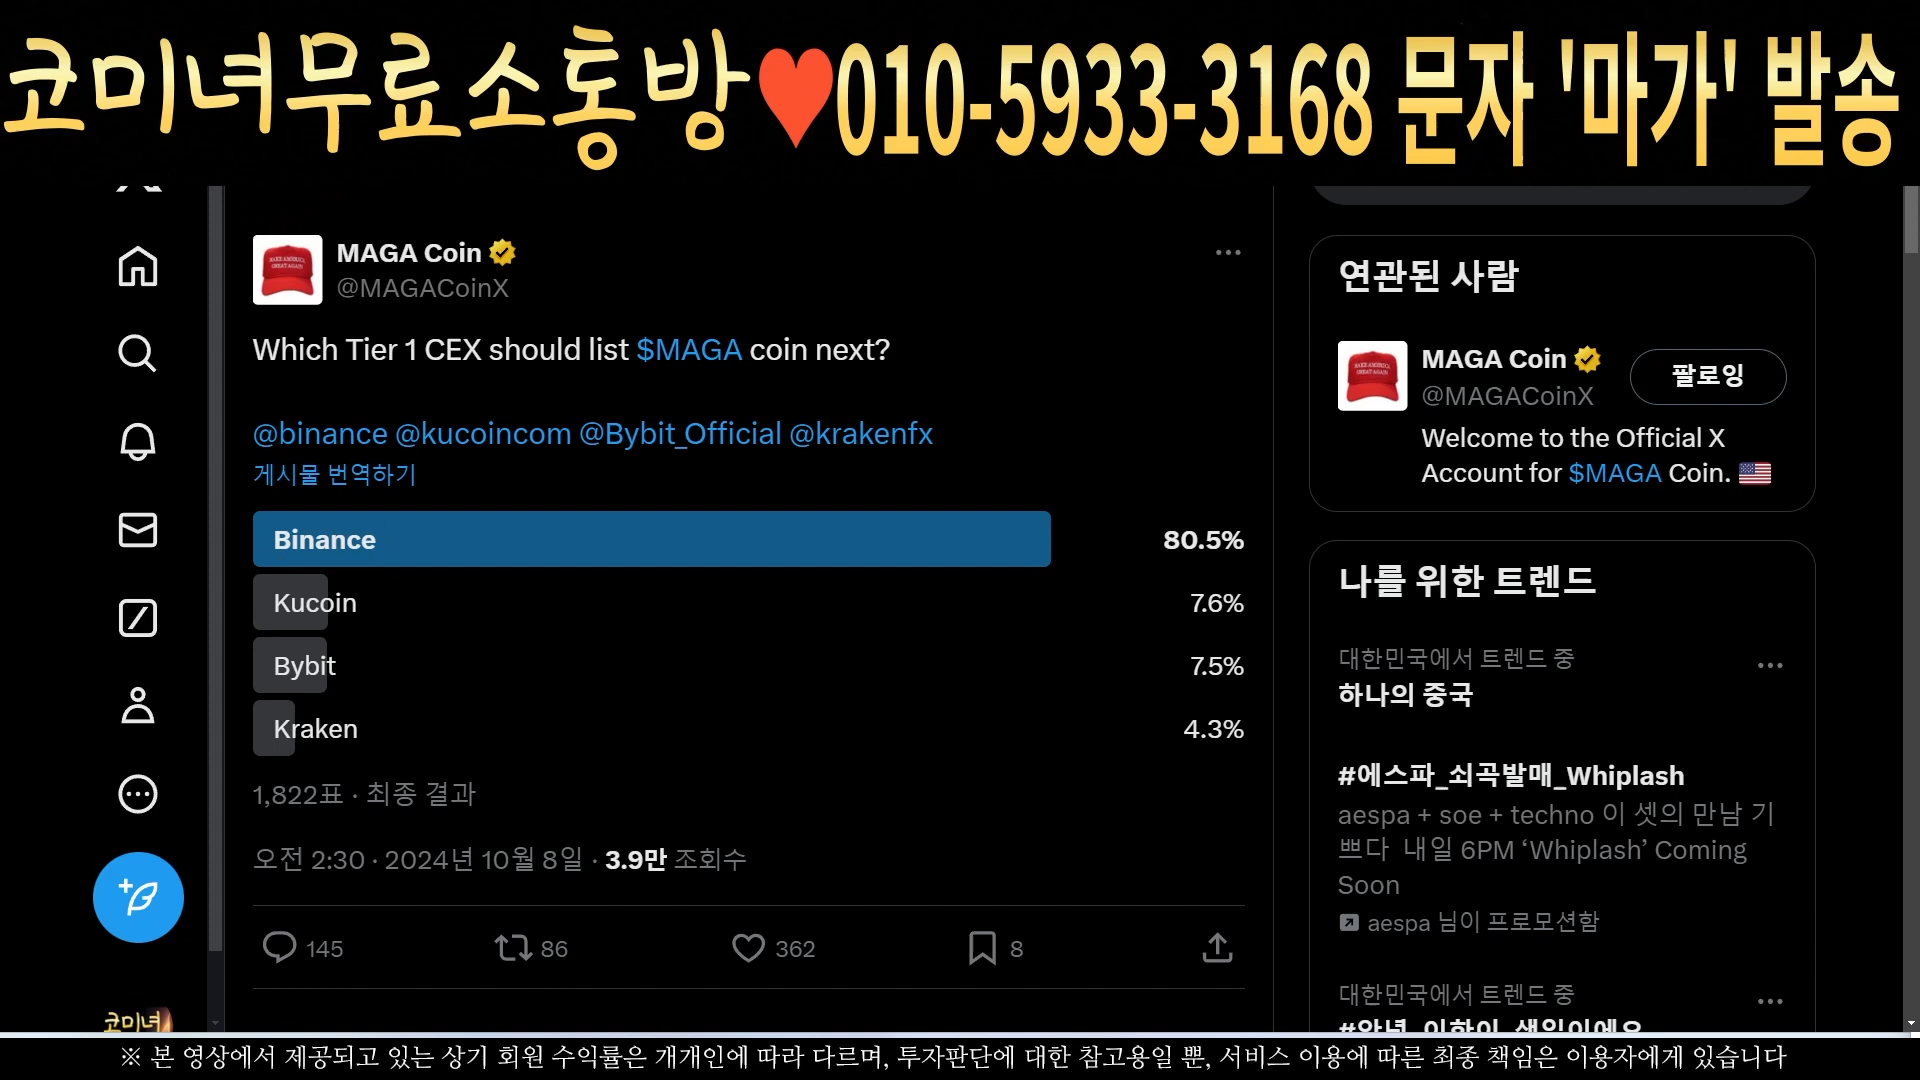 코미녀무료소통방♥010-5933-3168 문자 '마가' 발송
MAGA Coin
@MAGACoinX
Which Tier 1 CEX should list $MAGA coin next?
@binance @kucoincom @Bybit_Official @krakenfx
게시물 번역하기
Binance 80.5%
Kucoin 7.6%
Bybit 7.5%
Kraken 4.3%
1,822표 · 최종 결과
오전 2:30 · 2024년 10월 8일 · 3.9만 조회수
145 86 362 8
코미녀
연관된 사람
MAGA Coin
@MAGACoinX
팔로잉
Welcome to the Official X
Account for $MAGA Coin. 🇺🇸
나를 위한 트렌드
대한민국에서 트렌드 중
하나의 중국
#에스파_쇠곡발매_Whiplash
aespa + soe + techno 이 셋의 만남 기
쁘다 내일 6PM ‘Whiplash’ Coming
Soon
aespa 님이 프로모션함
대한민국에서 트렌드 중
※ 본 영상에서 제공되고 있는 상기 회원 수익률은 개개인에 따라 다르며, 투자판단에 대한 참고용일 뿐, 서비스 이용에 따른 최종 책임은 이용자에게 있습니다